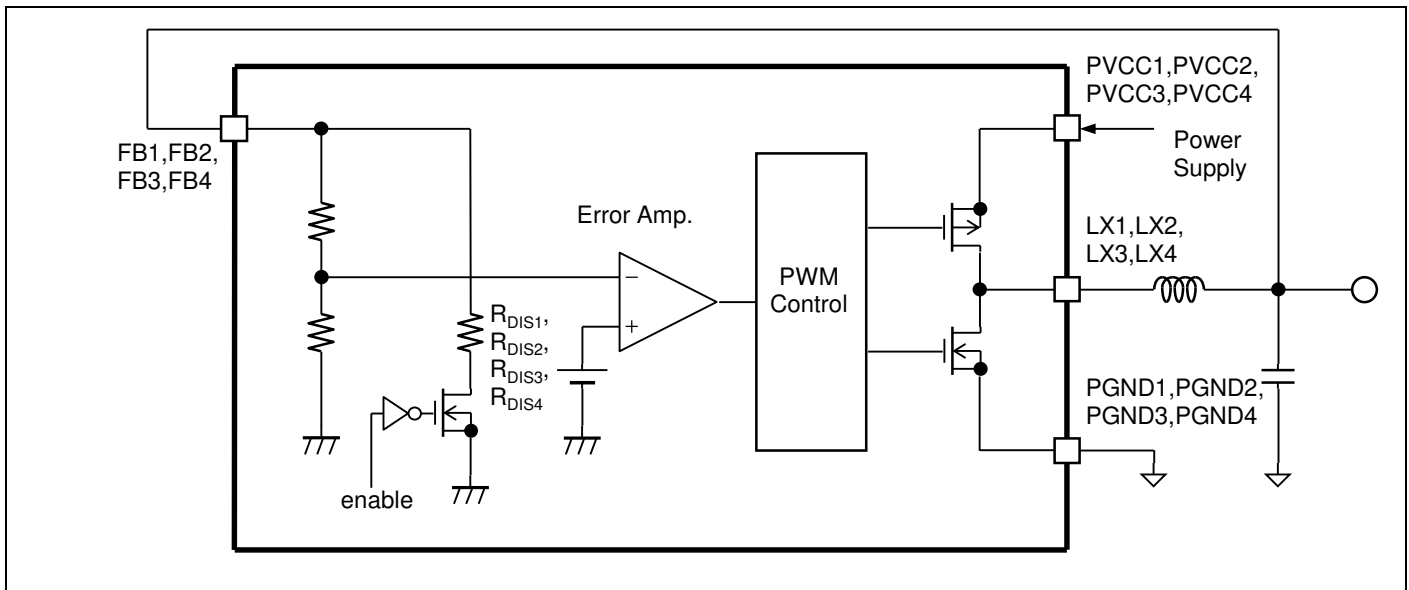 PVCC1,PVCC2,
PVCC3,PVCC4
Power
Supply
FB1,FB2,
FB3,FB4
Error Amp.
−
+
PWM
Control
LX1,LX2,
LX3,LX4
RDIS1,
RDIS2,
RDIS3,
RDIS4
PGND1,PGND2,
PGND3,PGND4
enable